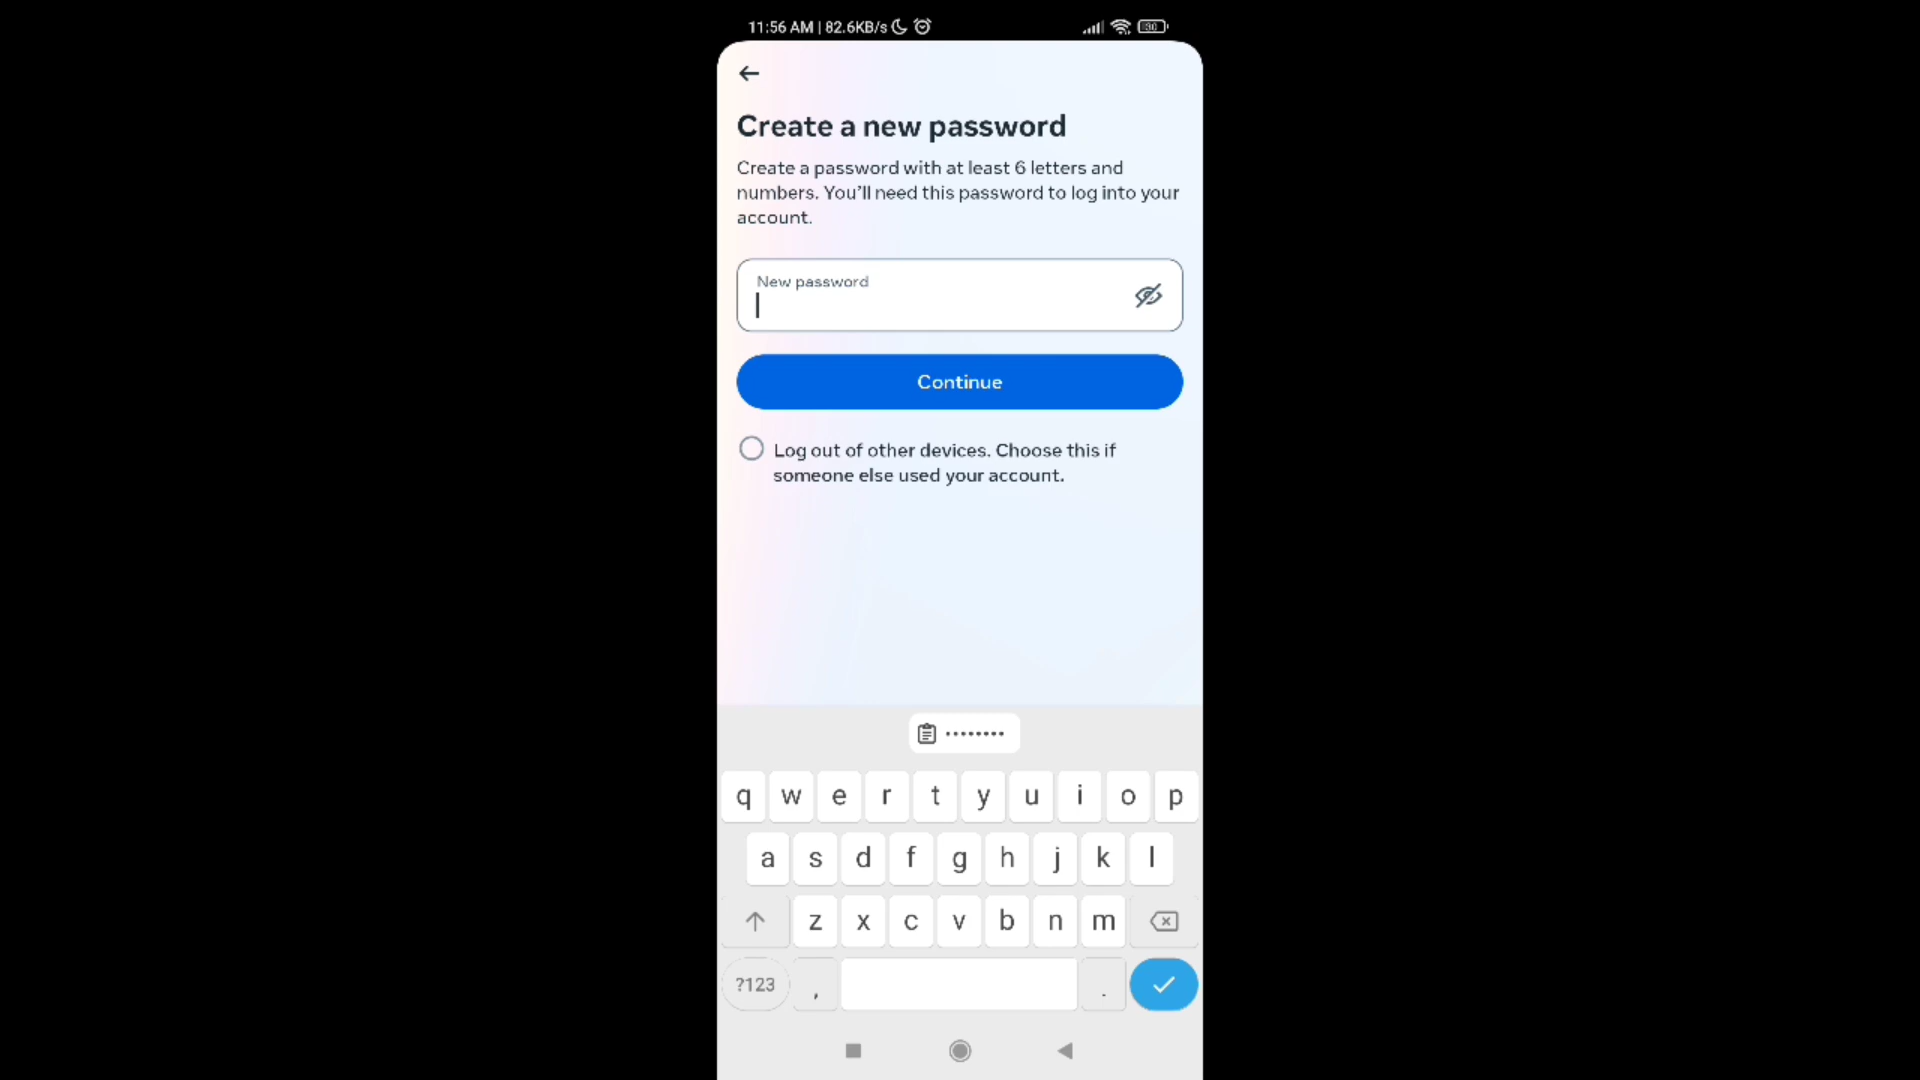 11:56 AM | 82.6KB/s
30
Create a new password
Create a password with at least 6 letters and
numbers. You’ll need this password to log into your
account.
New password
Continue
Log out of other devices. Choose this if
someone else used your account.
••••••••
q w e r t y u i o p
a s d f g h j k l
z x c v b n m
?123 , .